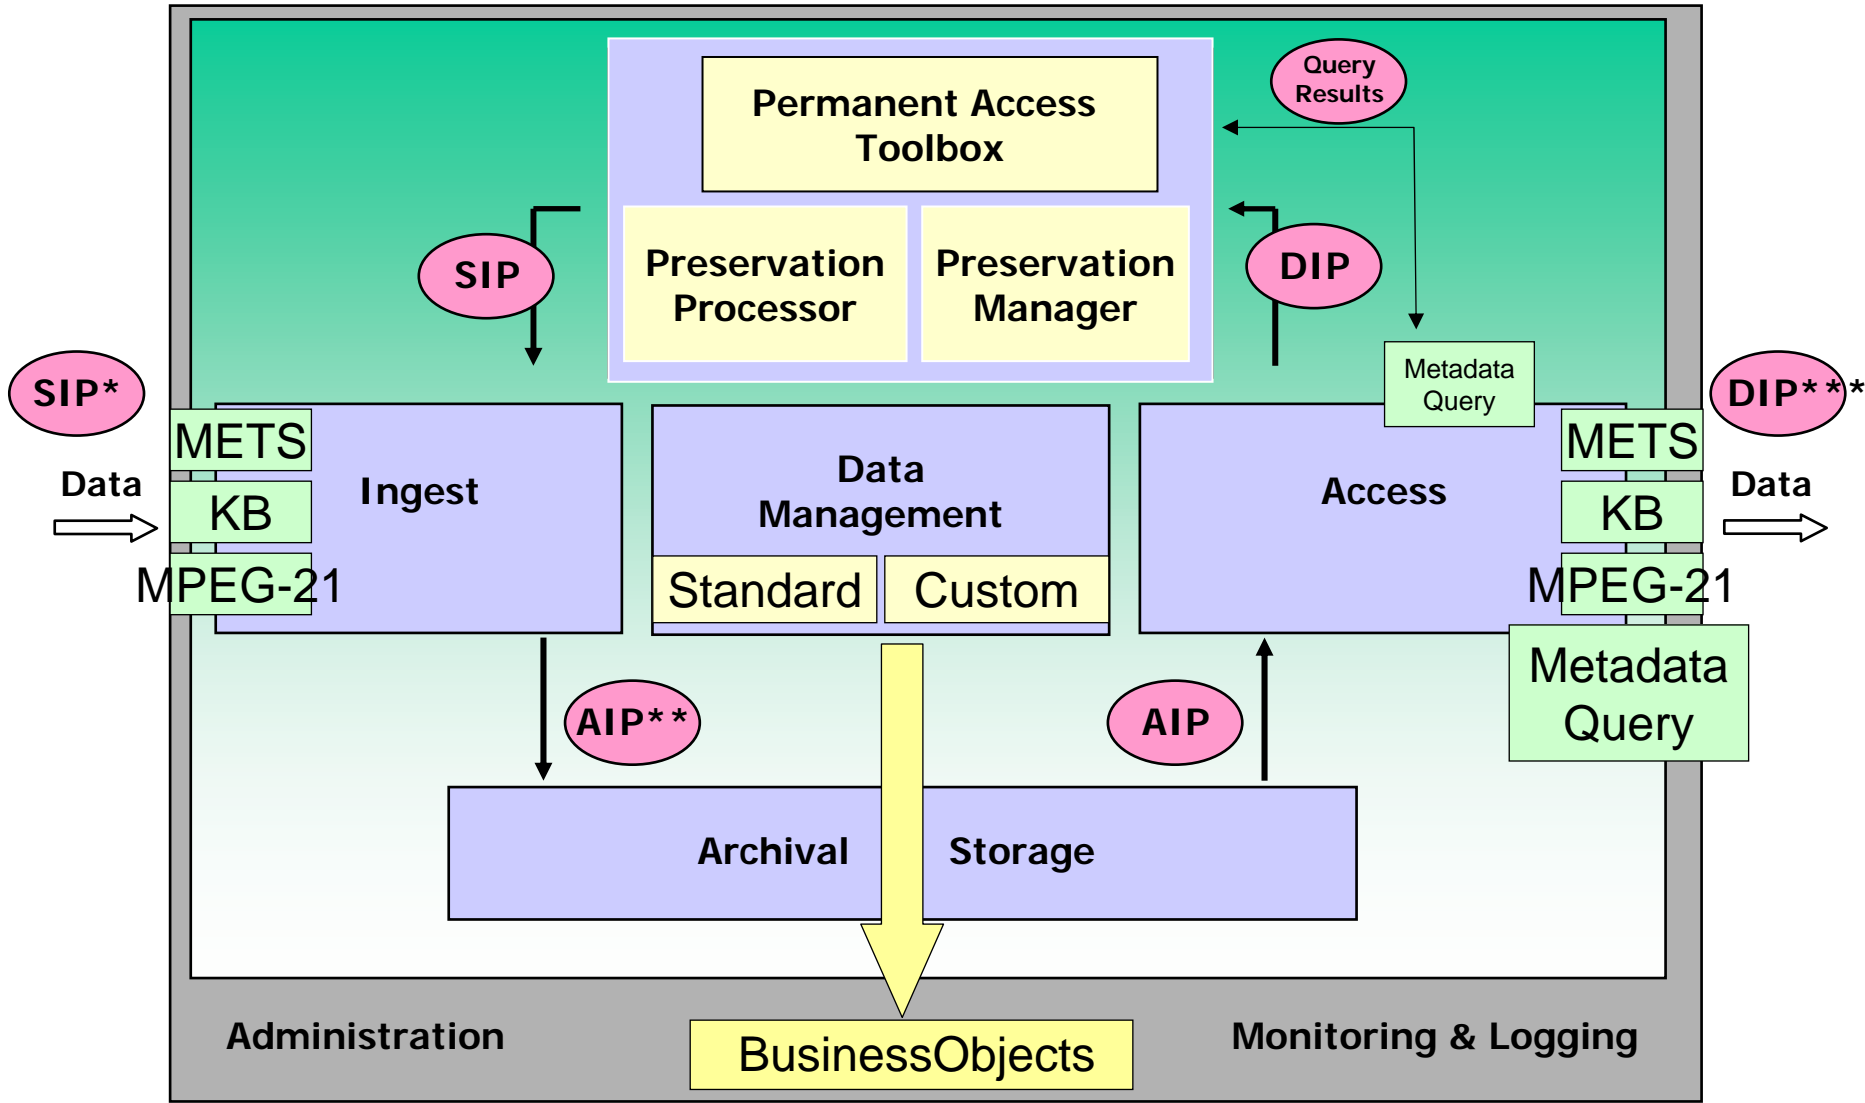 Permanent Access
Toolbox
Query
Results
SIP
Preservation
Processor
Preservation
Manager
DIP
SIP*
Metadata
Query
DIP***
METS
KB
MPEG-21
Data
Ingest
Data
Management
Standard
Custom
Access
METS
KB
MPEG-21
Metadata
Query
Data
AIP**
AIP
Archival Storage
Administration
BusinessObjects
Monitoring & Logging